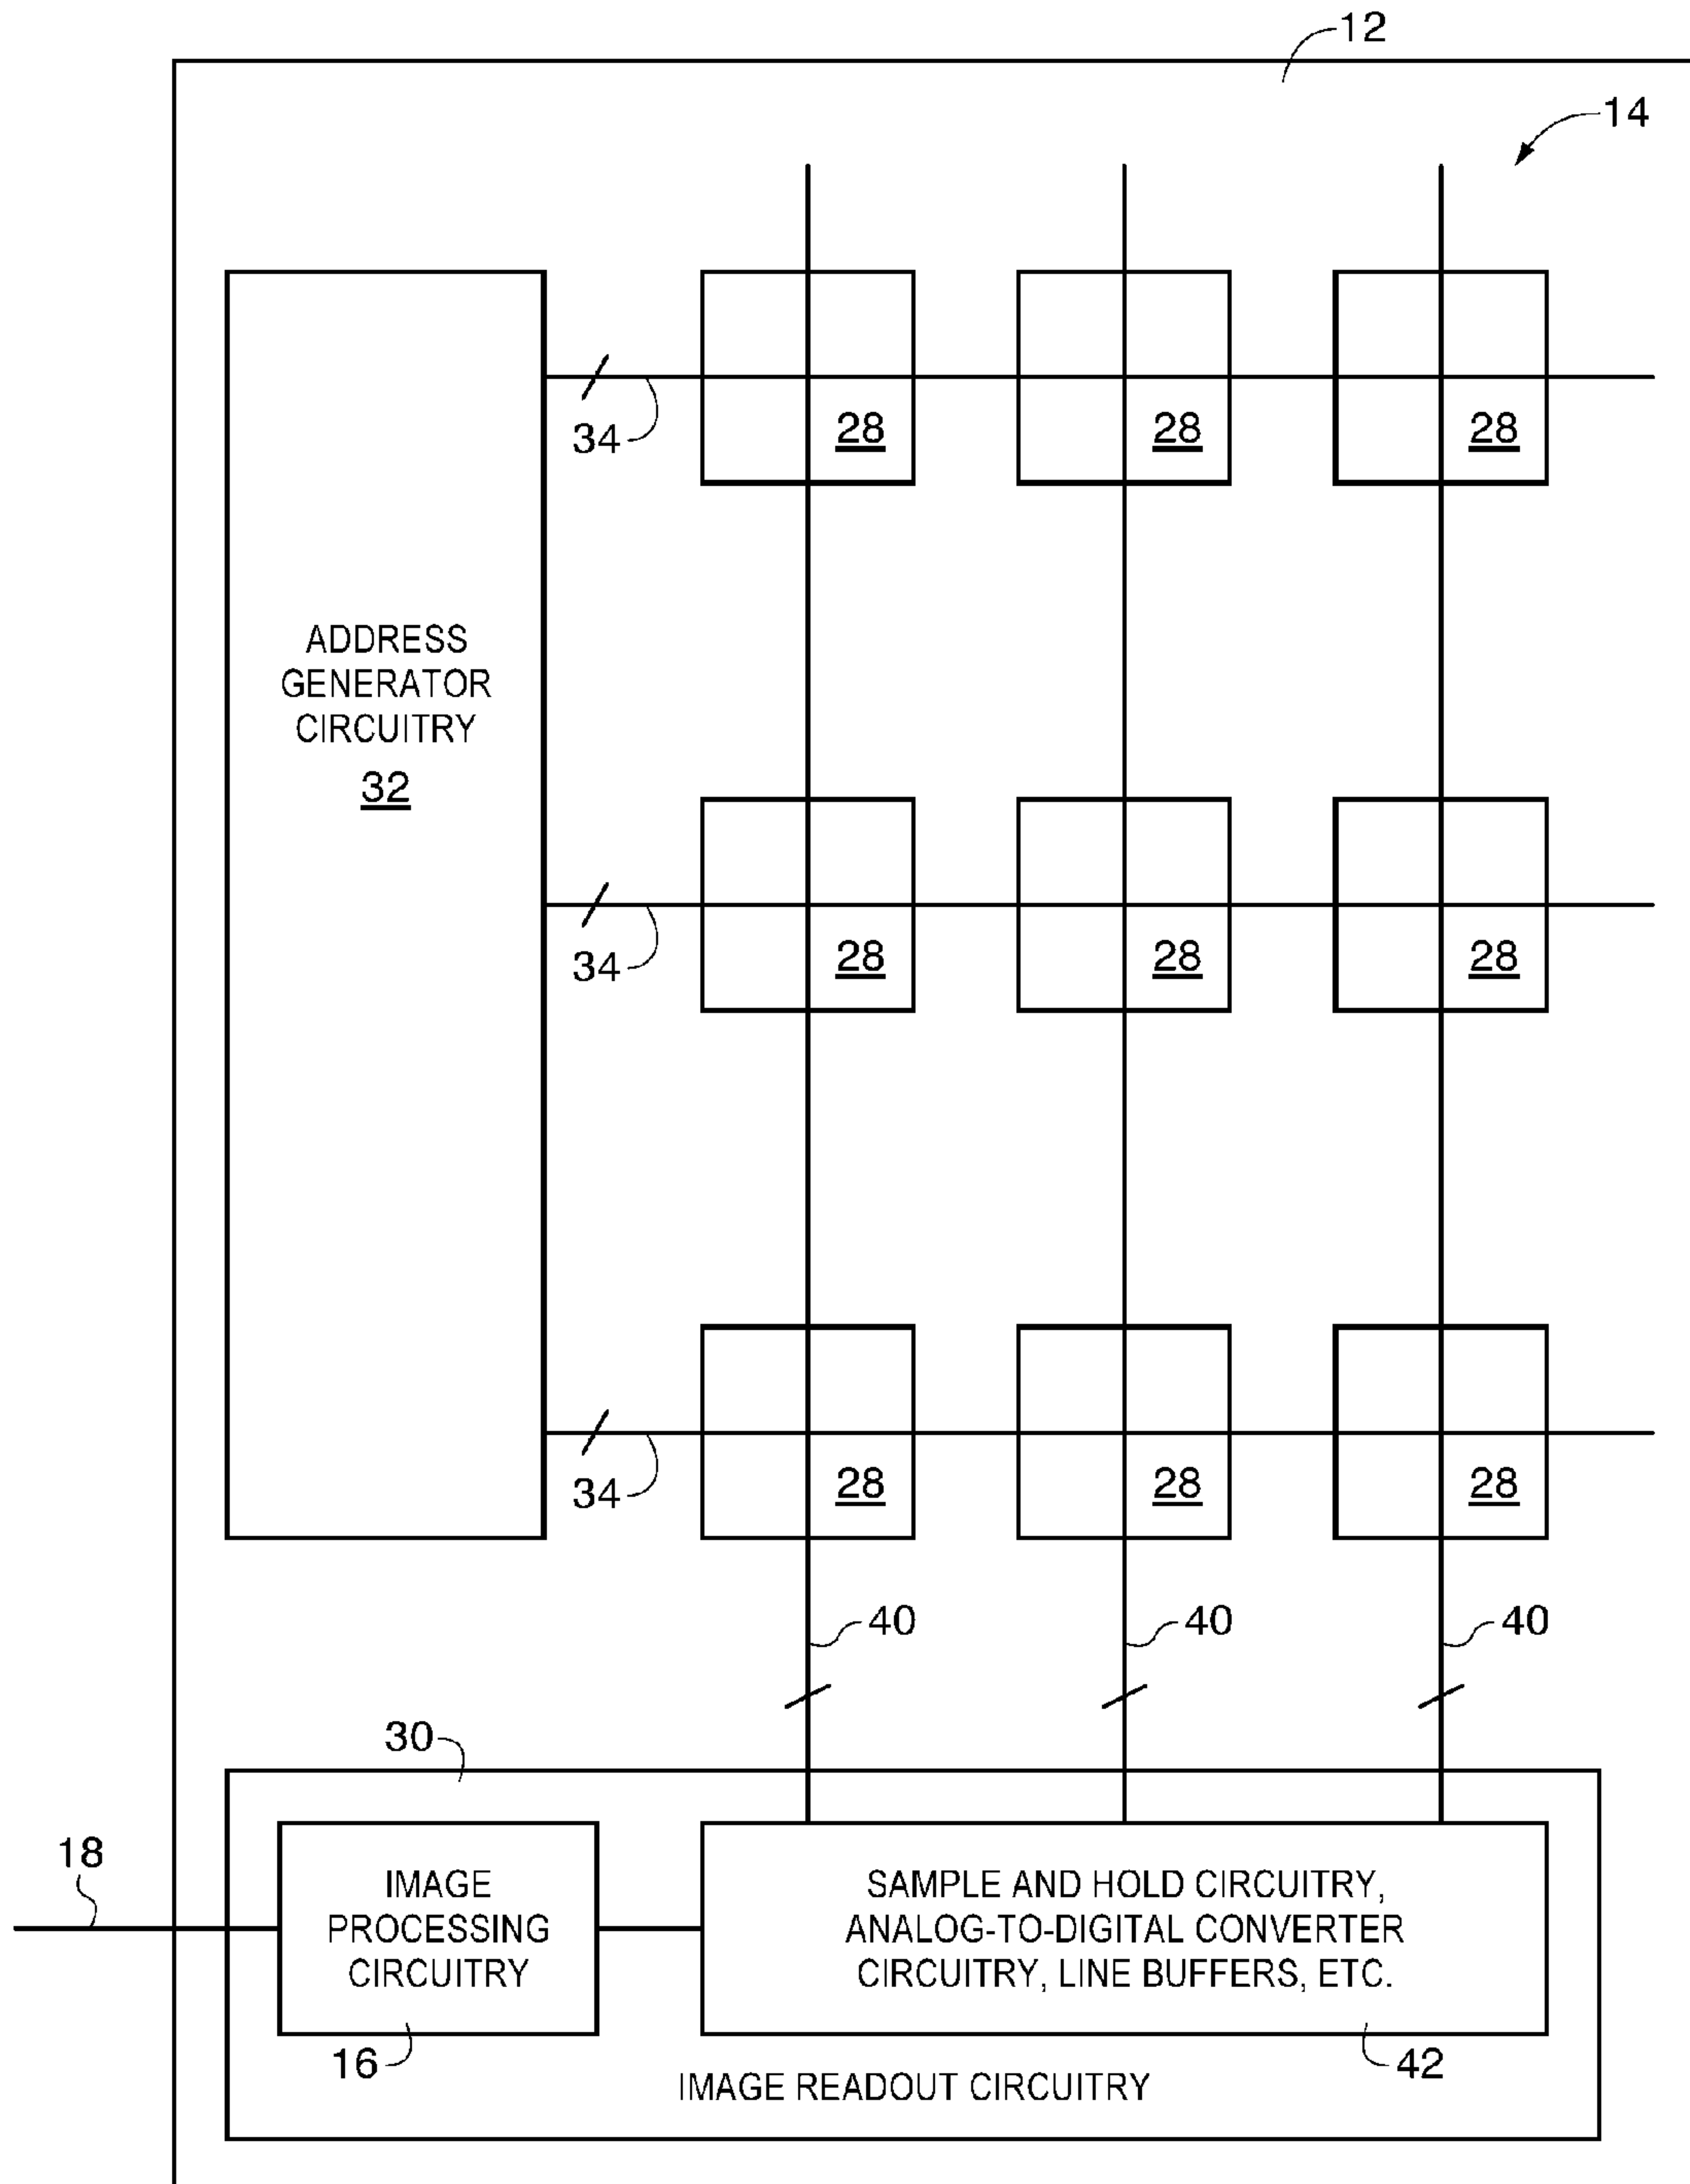 12
14
34
28
28
28
ADDRESS
GENERATOR
CIRCUITRY
32
34
28
28
28
34
28
28
28
40
40
40
30
18
IMAGE
PROCESSING
CIRCUITRY
16
SAMPLE AND HOLD CIRCUITRY,
ANALOG-TO-DIGITAL CONVERTER
CIRCUITRY, LINE BUFFERS, ETC.
42
IMAGE READOUT CIRCUITRY